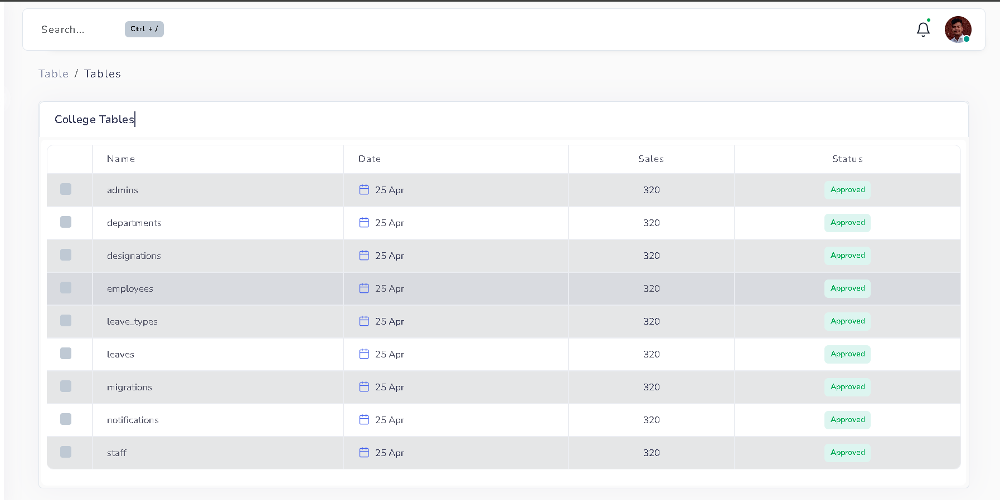 Search... Ctrl + /
Table / Tables
College Tables
Name Date Sales Status
admins 25 Apr 320 Approved
departments 25 Apr 320 Approved
designations 25 Apr 320 Approved
employees 25 Apr 320 Approved
leave_types 25 Apr 320 Approved
leaves 25 Apr 320 Approved
migrations 25 Apr 320 Approved
notifications 25 Apr 320 Approved
staff 25 Apr 320 Approved